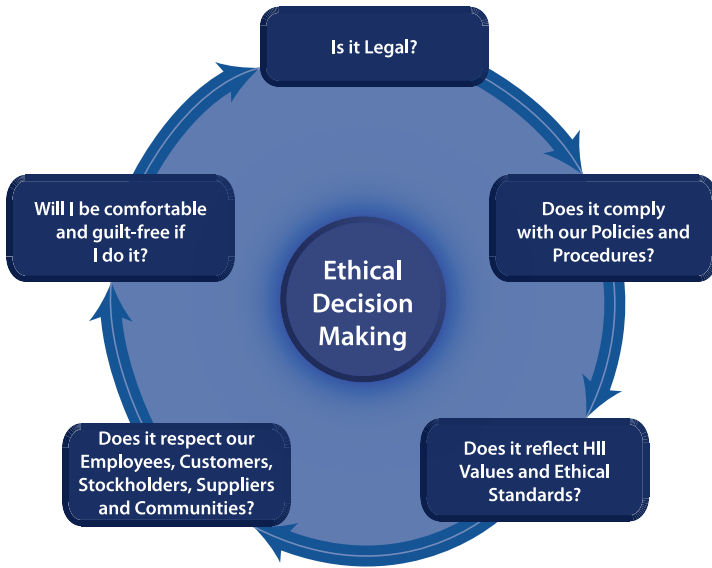 Is it Legal?
Does it comply
with our Policies and
Procedures?
Does it reflect HII
Values and Ethical
Standards?
Does it respect our
Employees, Customers,
Stockholders, Suppliers
and Communities?
Will I be comfortable
and guilt-free if
I do it?
Ethical
Decision
Making